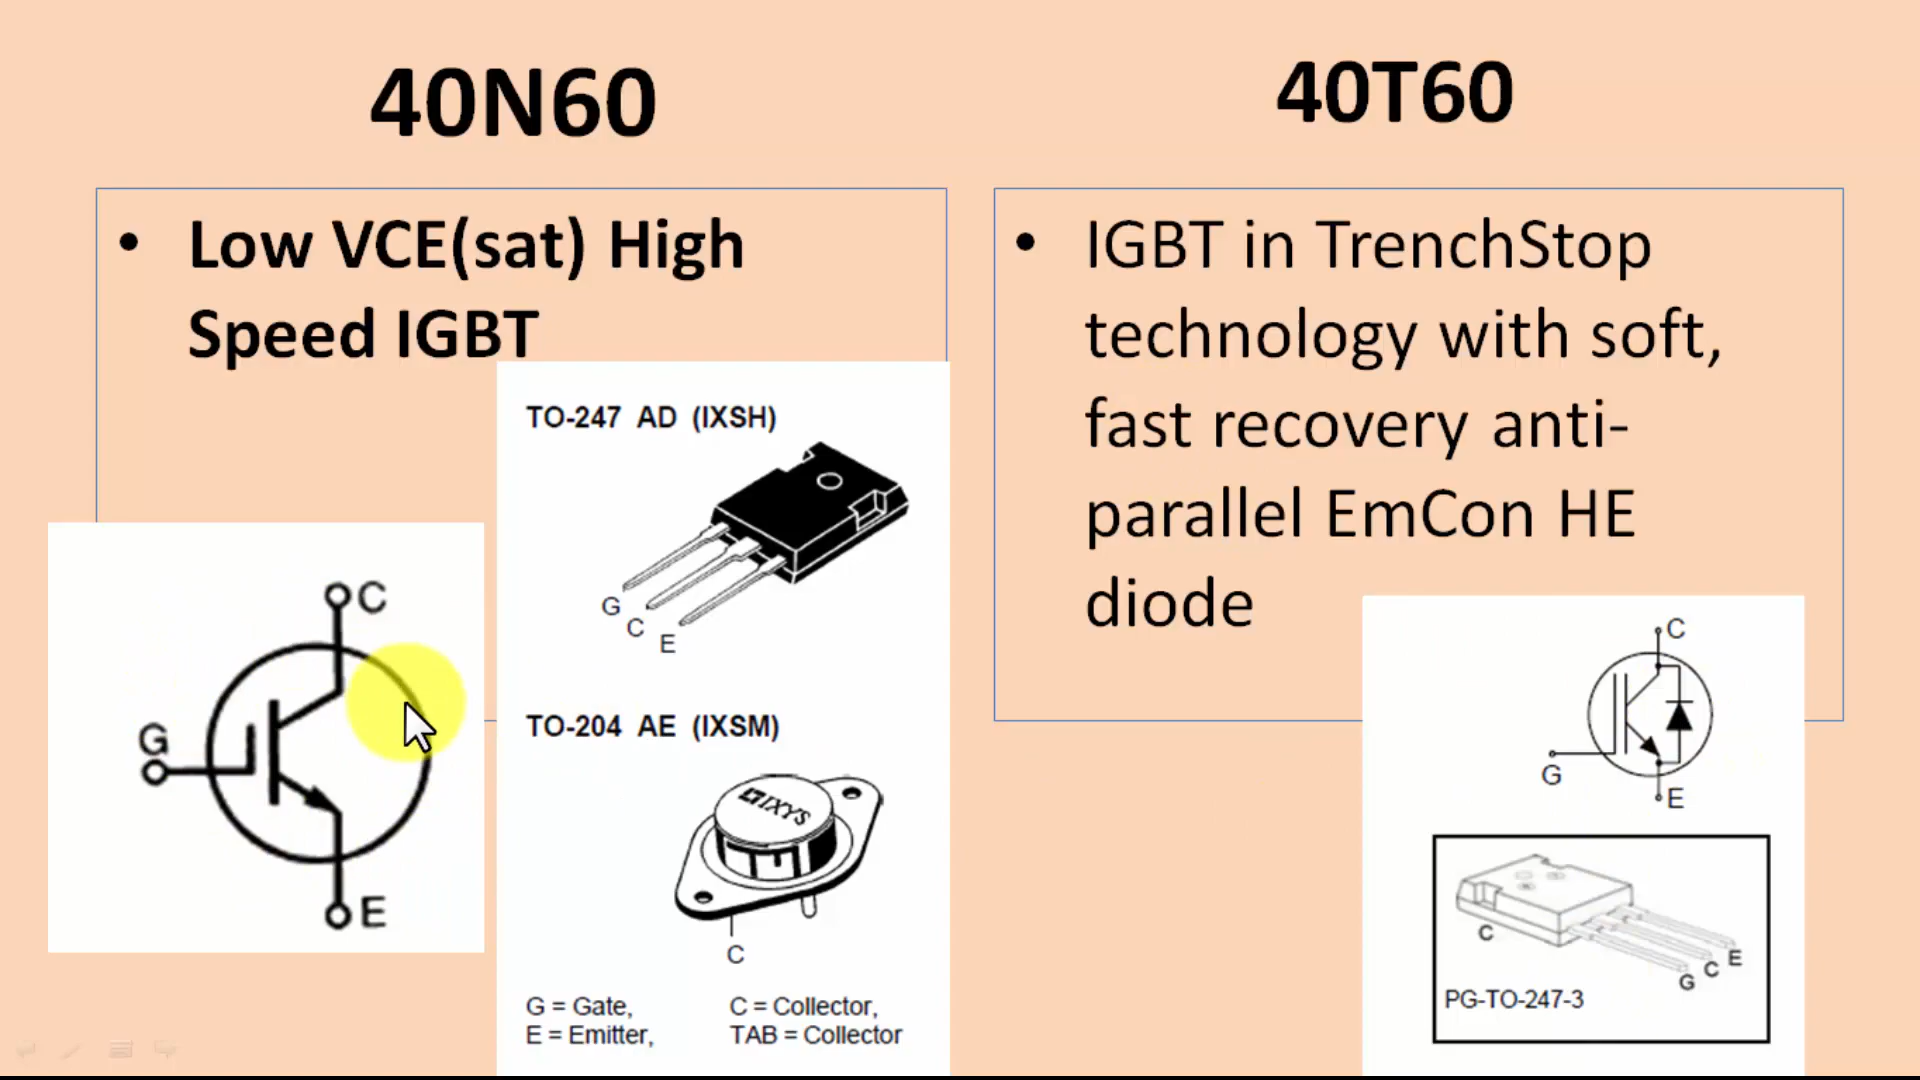 40N60
• Low VCE(sat) High
Speed IGBT
C
G
E
TO-247 AD (IXSH)
G
C
E
TO-204 AE (IXSM)
IXYS
C
G = Gate, C = Collector,
E = Emitter, TAB = Collector
40T60
• IGBT in TrenchStop
technology with soft,
fast recovery anti-
parallel EmCon HE
diode
C
G
E
C
G C E
PG-TO-247-3